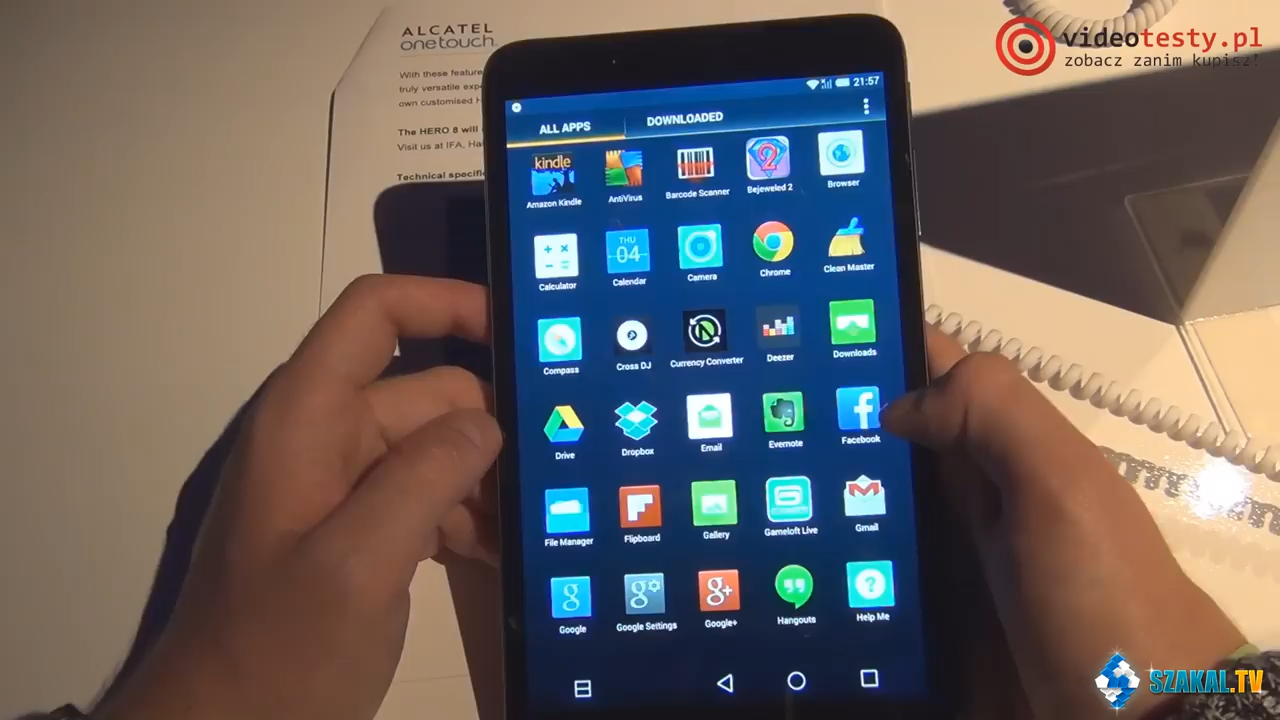 ALCATEL
onetouch
With these feature
truly versatile exp
own customised H
The HERO 8 will
Visit us at IFA, Ha
Technical specifi
videotesty.pl
zobacz zanim kupisz!
21:57
ALL APPS
DOWNLOADED
kindle
2
Amazon Kindle
AntiVirus
Barcode Scanner
Bejeweled 2
Browser
THU
04
Calculator
Calendar
Camera
Chrome
Clean Master
Compass
Cross DJ
Currency Converter
Deezer
Downloads
Drive
Dropbox
Email
Evernote
Facebook
File Manager
Flipboard
Gallery
Gameloft Live
Gmail
g
g
g+
?
Google
Google Settings
Google+
Hangouts
Help Me
SZAKAL.TV